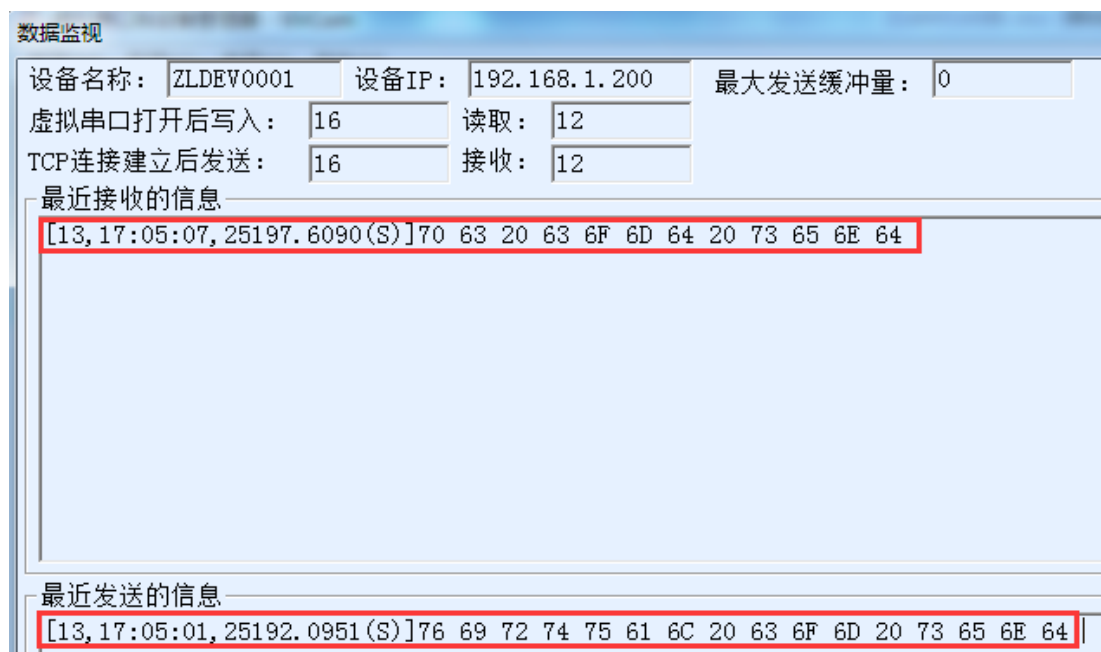 数据监视
设备名称： ZLDEV0001 设备IP： 192.168.1.200 最大发送缓冲量： 0
虚拟串口打开后写入： 16 读取： 12
TCP连接建立后发送： 16 接收： 12
最近接收的信息
[13,17:05:07,25197.6090(S)]70 63 20 63 6F 6D 64 20 73 65 6E 64
最近发送的信息
[13,17:05:01,25192.0951(S)]76 69 72 74 75 61 6C 20 63 6F 6D 20 73 65 6E 64